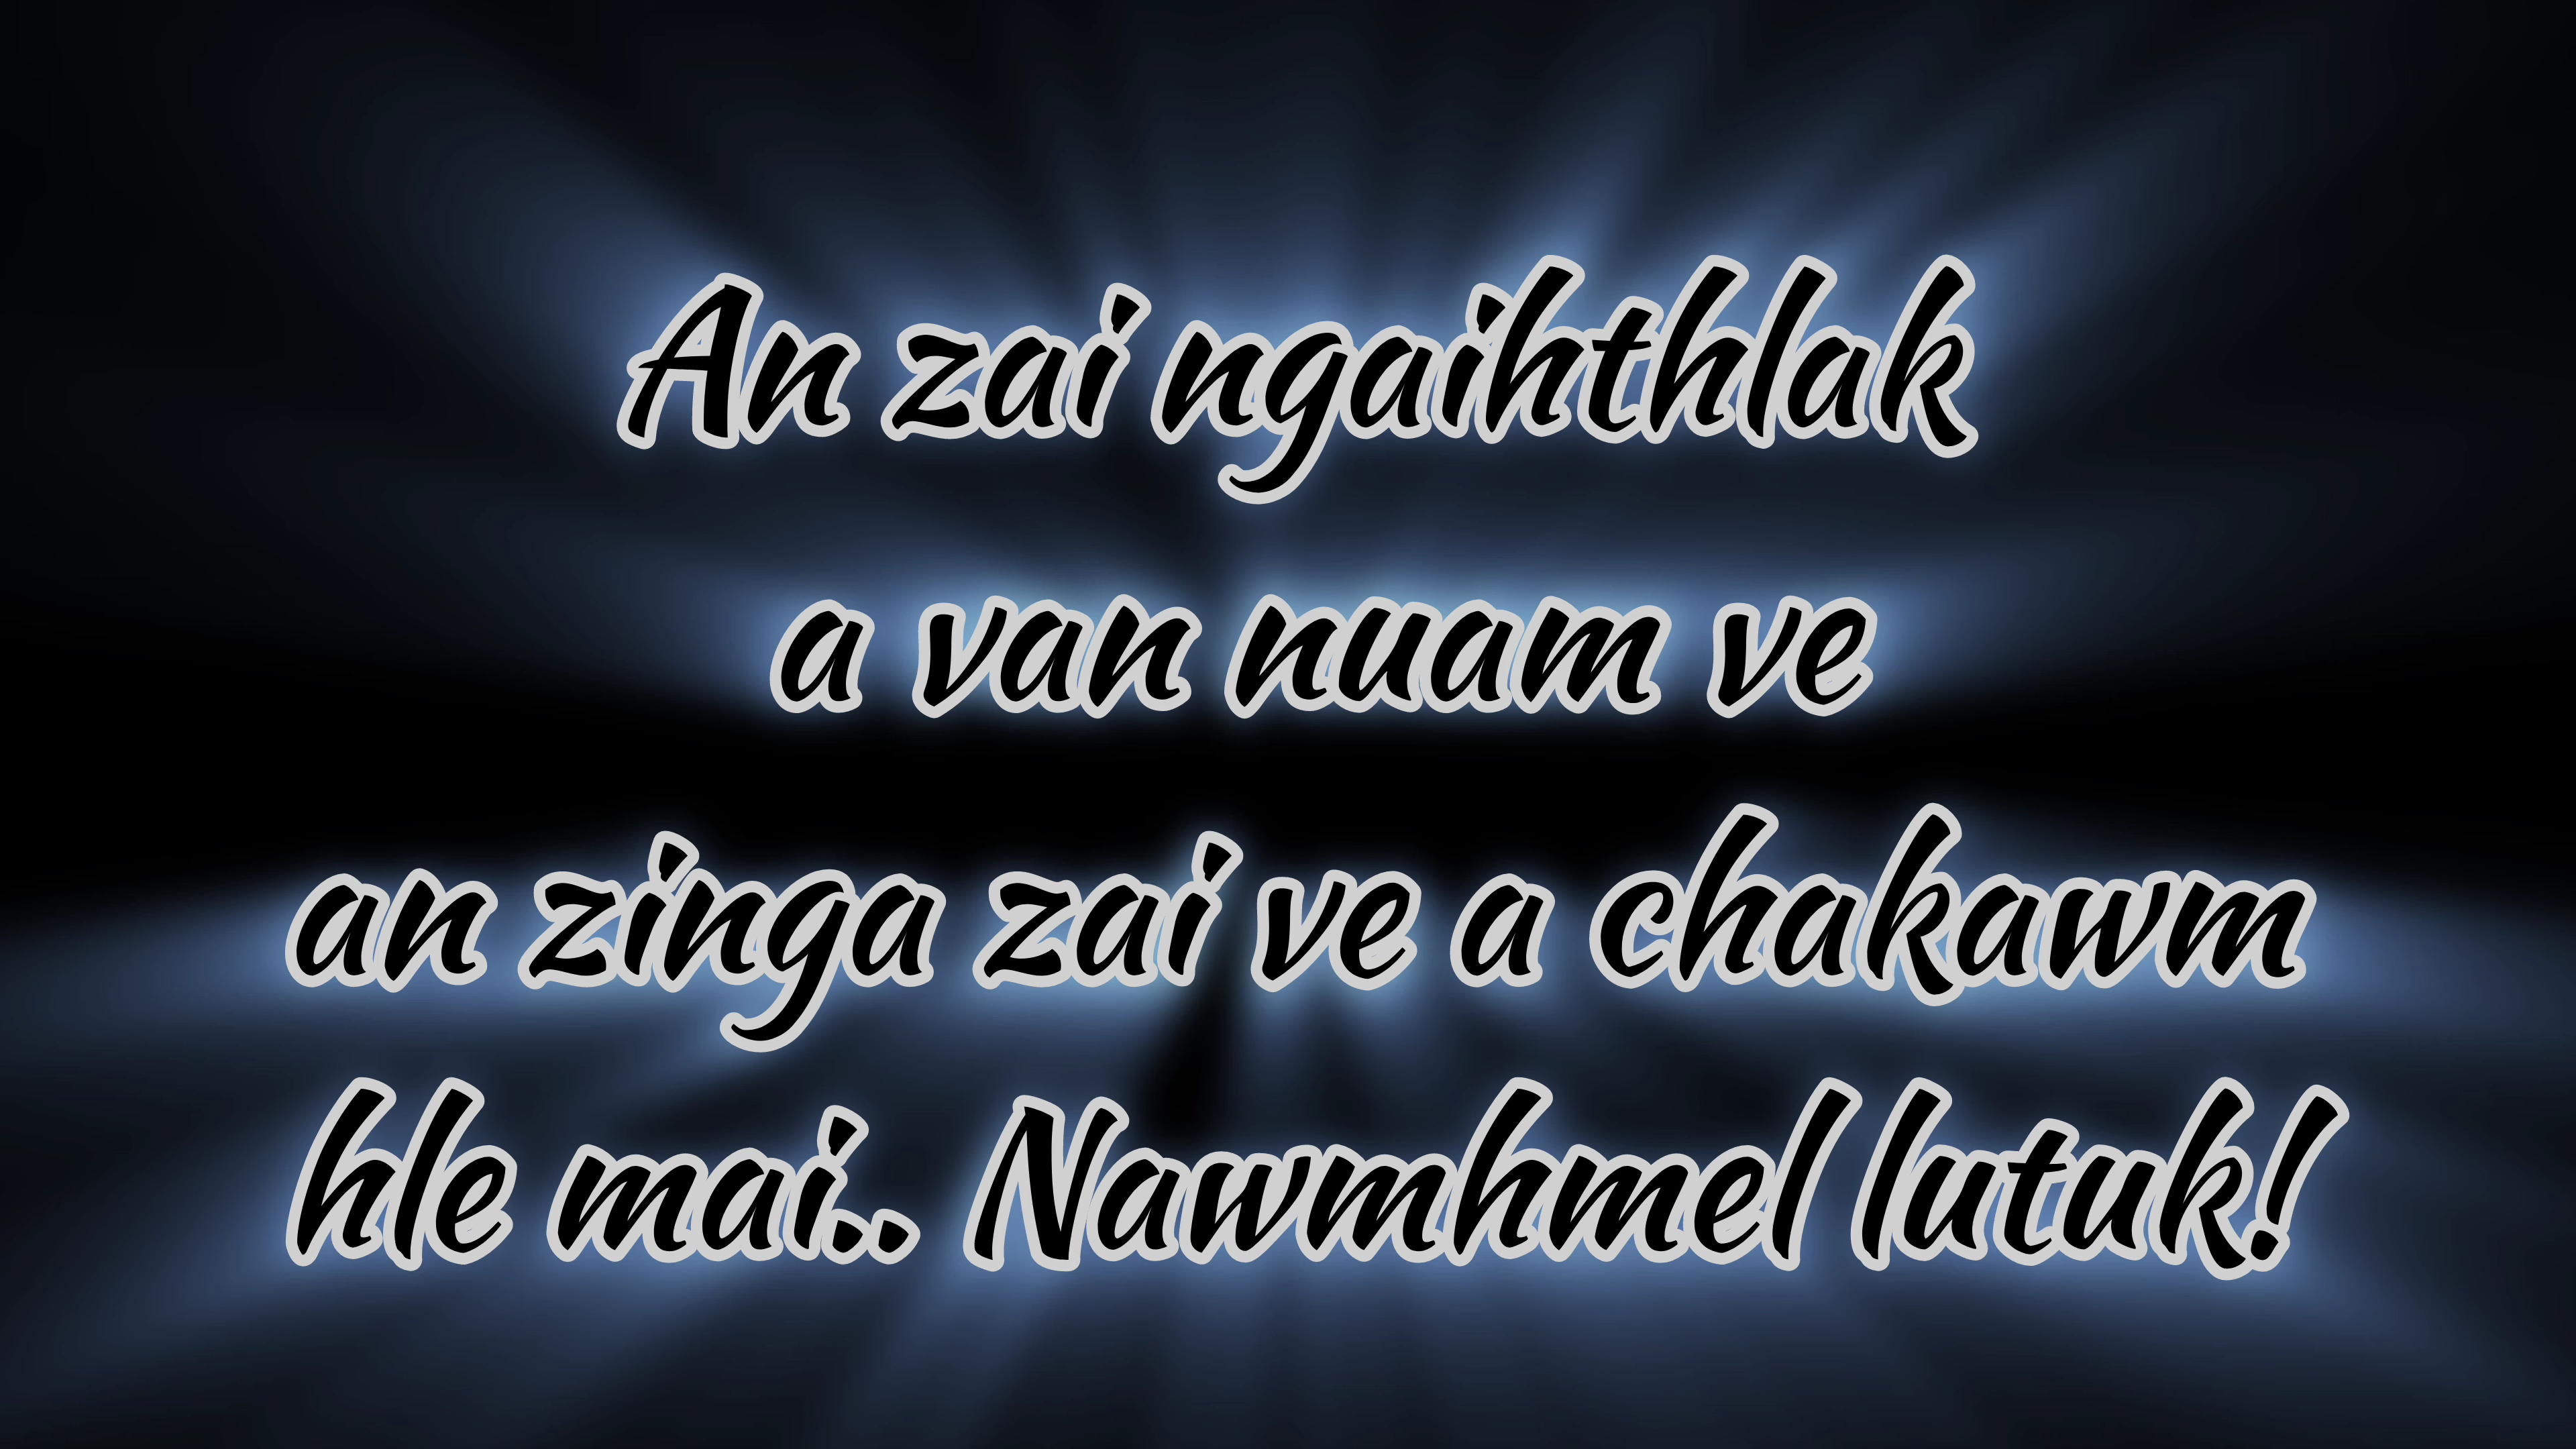 An zai ngaihthlak
a van nuam ve
an zinga zai ve a chakawm
hle mai.. Nawmhmel lutuk!